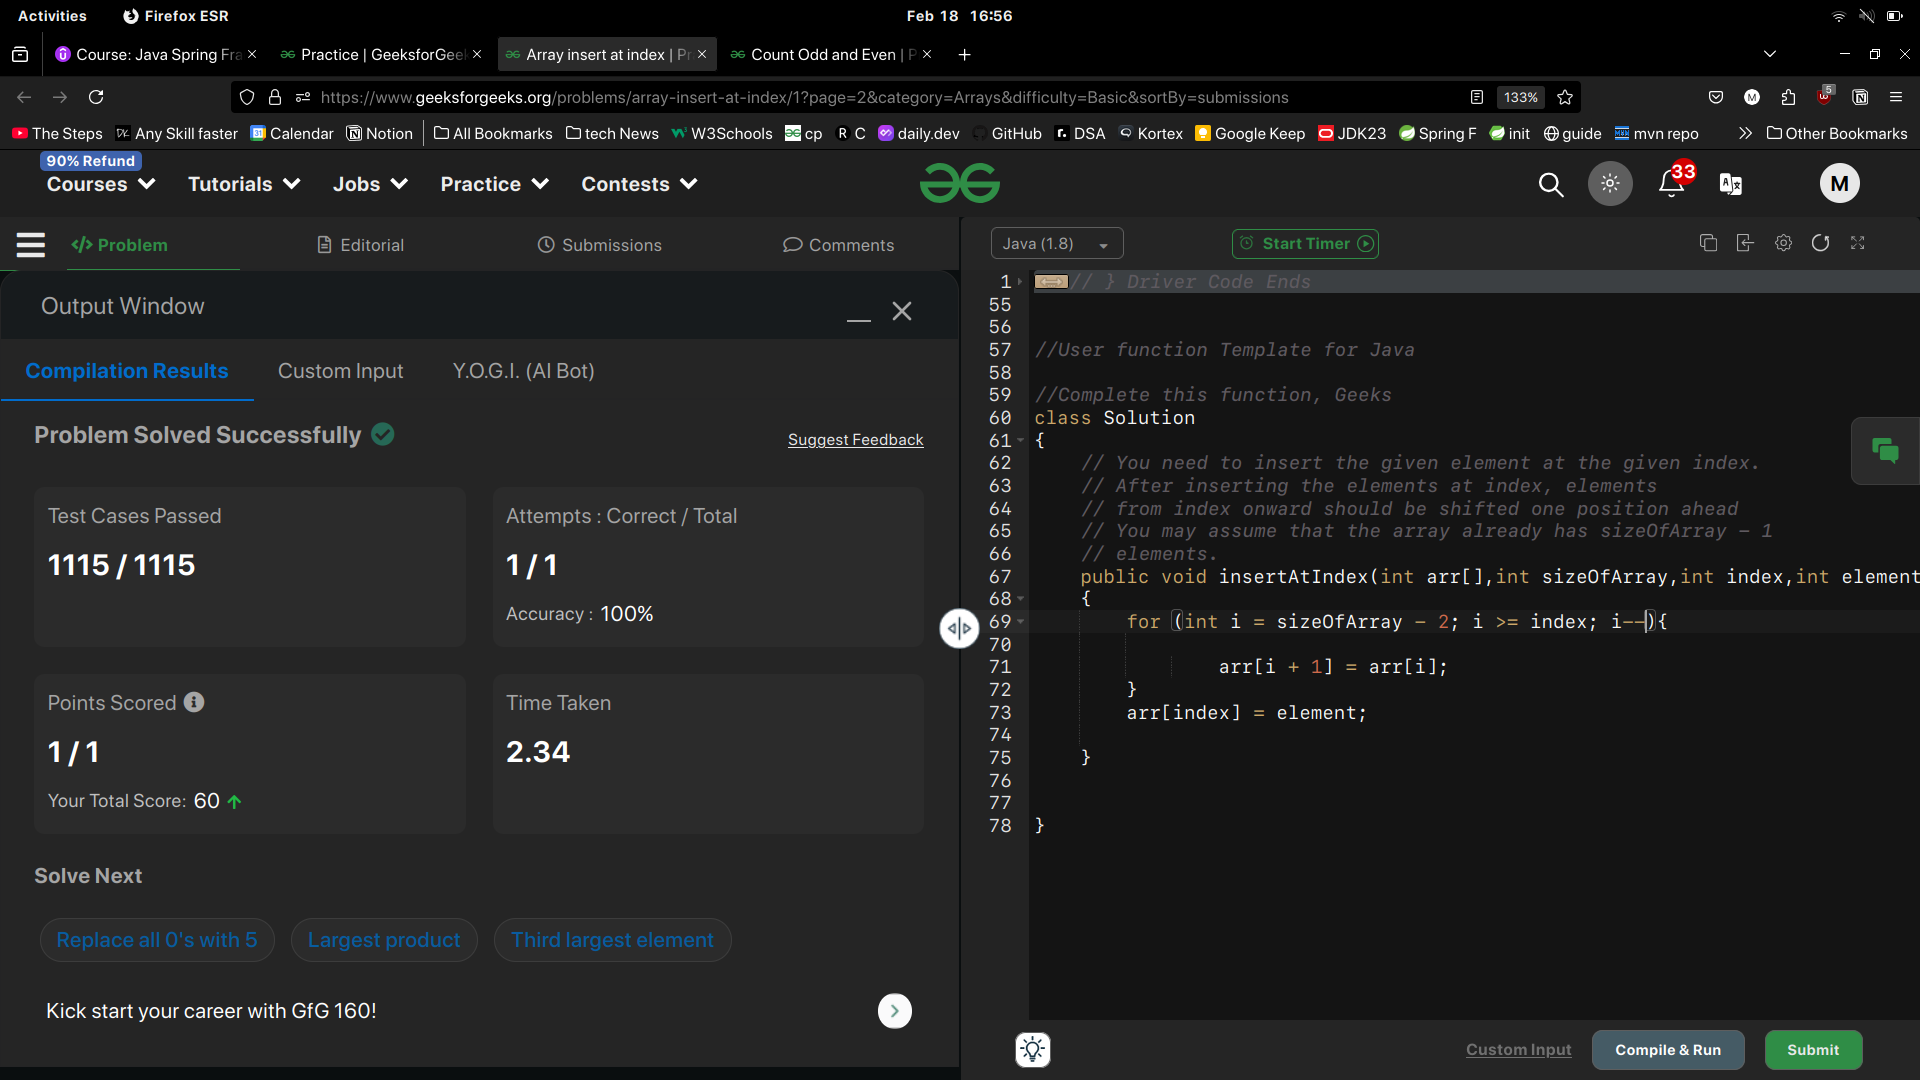 Activities Firefox ESR Feb 18 16:56
Course: Java Spring Fra Practice | GeeksforGeek Array insert at index | Pr Count Odd and Even | P
https://www.geeksforgeeks.org/problems/array-insert-at-index/1?page=2&category=Arrays&difficulty=Basic&sortBy=submissions 133% M 5
The Steps Any Skill faster Calendar Notion All Bookmarks tech News W3Schools cp C daily.dev GitHub DSA Kortex Google Keep JDK23 Spring F init guide mvn repo Other Bookmarks
90% Refund
Courses Tutorials Jobs Practice Contests 33 M
Problem Editorial Submissions Comments
Output Window
Compilation Results Custom Input Y.O.G.I. (AI Bot)
Problem Solved Successfully
Suggest Feedback
Test Cases Passed
1115 / 1115
Attempts : Correct / Total
1 / 1
Accuracy : 100%
Points Scored
1 / 1
Your Total Score: 60
Time Taken
2.34
Solve Next
Replace all 0's with 5 Largest product Third largest element
Kick start your career with GfG 160!
Java (1.8) Start Timer
1 // } Driver Code Ends
55
56
57 //User function Template for Java
58
59 //Complete this function, Geeks
60 class Solution
61 {
62 // You need to insert the given element at the given index.
63 // After inserting the elements at index, elements
64 // from index onward should be shifted one position ahead
65 // You may assume that the array already has sizeOfArray - 1
66 // elements.
67 public void insertAtIndex(int arr[],int sizeOfArray,int index,int element
68 {
69 for (int i = sizeOfArray - 2; i >= index; i--){
70
71 arr[i + 1] = arr[i];
72 }
73 arr[index] = element;
74
75 }
76
77
78 }
Custom Input Compile & Run Submit